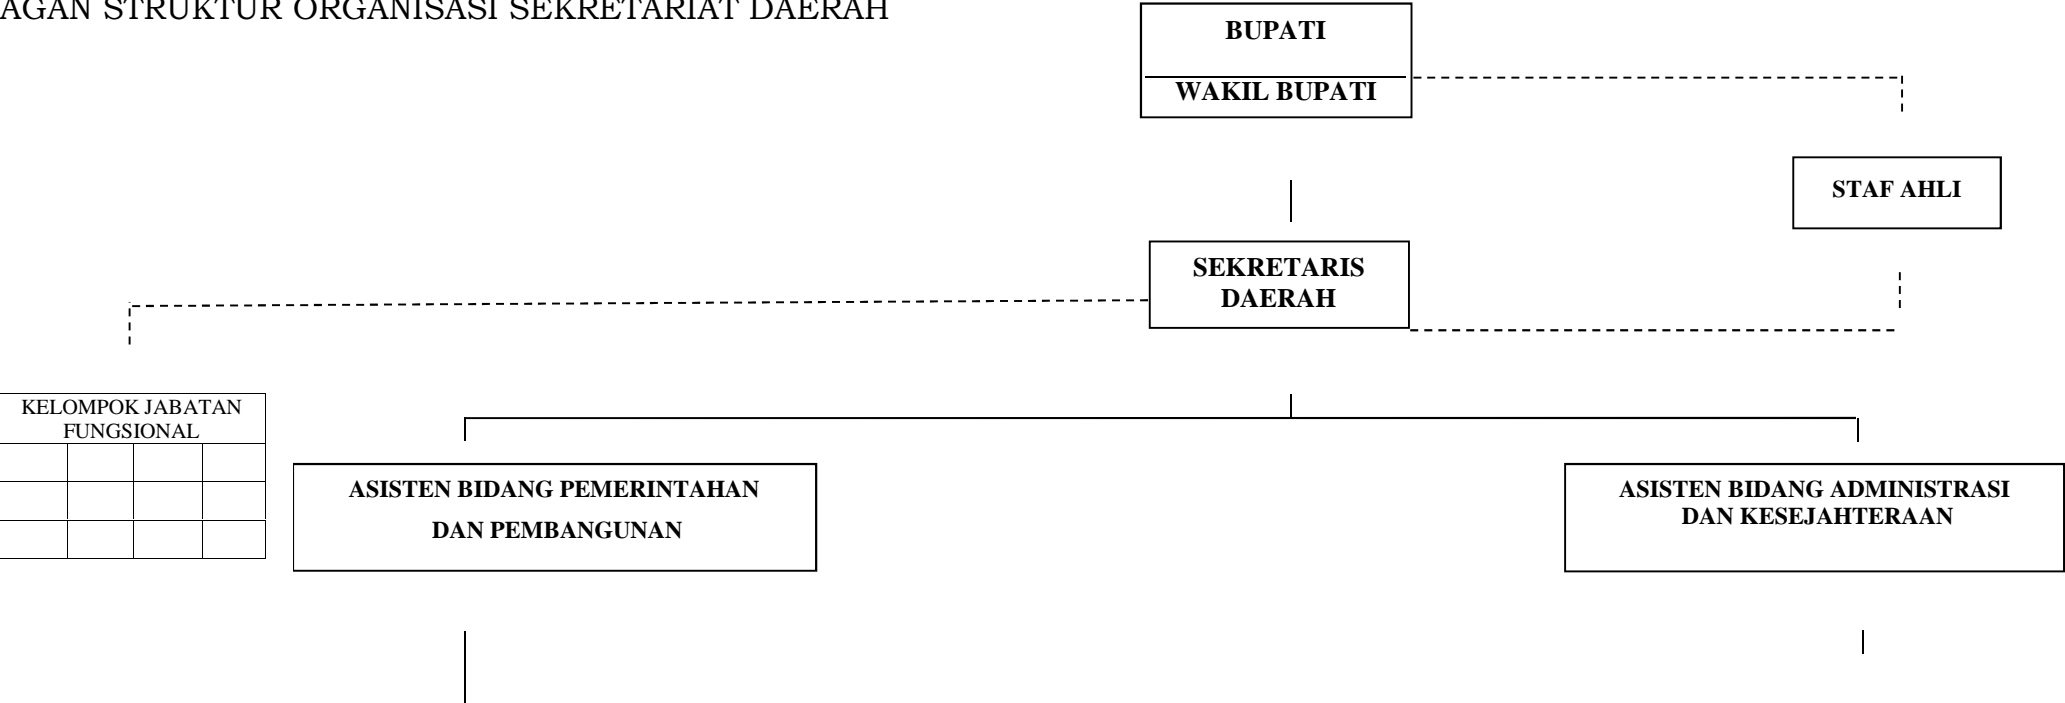 AGAN STRUKTUR ORGANISASI SEKRETARIAT DAERAH
BUPATI
WAKIL BUPATI
STAF AHLI
SEKRETARIS
DAERAH
KELOMPOK JABATAN
FUNGSIONAL
ASISTEN BIDANG PEMERINTAHAN
DAN PEMBANGUNAN
ASISTEN BIDANG ADMINISTRASI
DAN KESEJAHTERAAN